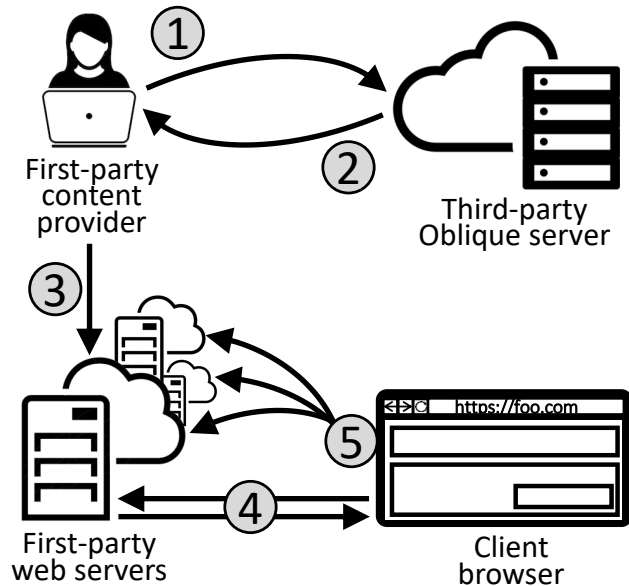 1
2
First-party
content
provider
Third-party
Oblique server
3
https://foo.com
5
4
First-party
web servers
Client
browser